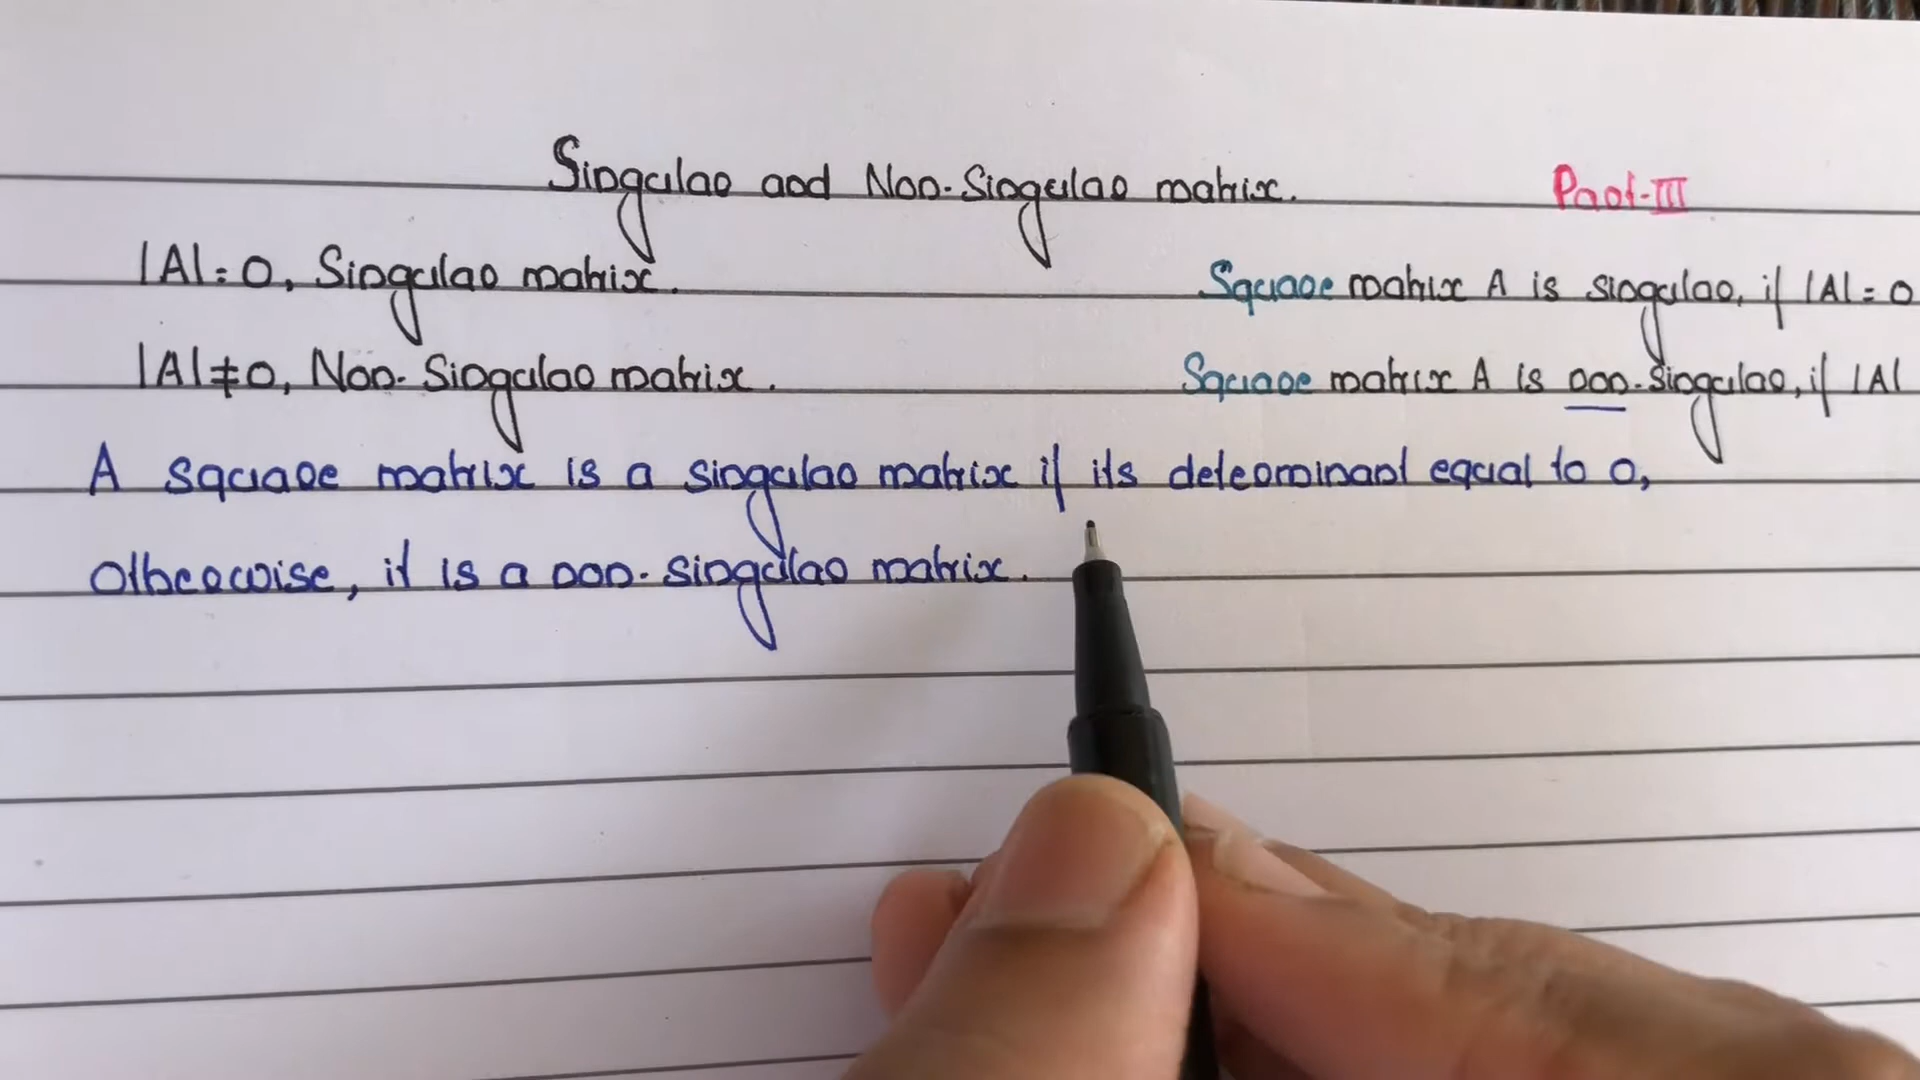 Singular and Non-Singular matrix. Part-III
|A|= 0, Singular matrix. Square matrix A is singular, if |A|= 0
|A|≠0, Non-Singular matrix. Square matrix A is non-singular, if |A|
A square matrix is a singular matrix if its determinant equal to 0,
Otherwise, it is a non-singular matrix.